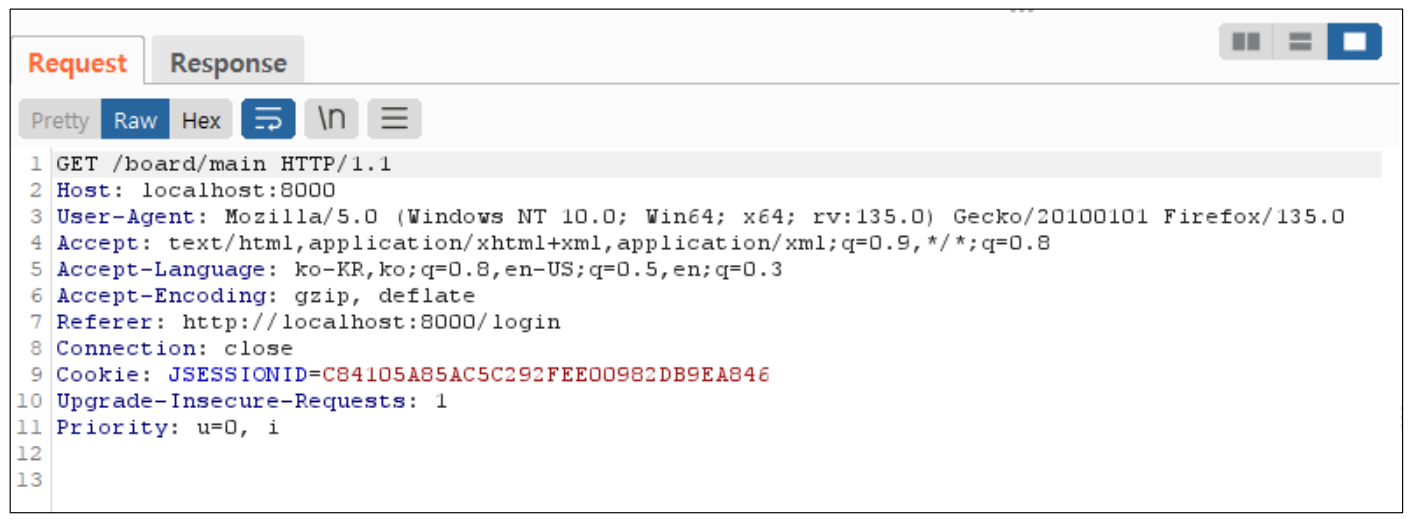 Request Response
Pretty Raw Hex \n
1 GET /board/main HTTP/1.1
2 Host: localhost:8000
3 User-Agent: Mozilla/5.0 (Windows NT 10.0; Win64; x64; rv:135.0) Gecko/20100101 Firefox/135.0
4 Accept: text/html,application/xhtml+xml,application/xml;q=0.9,*/*;q=0.8
5 Accept-Language: ko-KR,ko;q=0.8,en-US;q=0.5,en;q=0.3
6 Accept-Encoding: gzip, deflate
7 Referer: http://localhost:8000/login
8 Connection: close
9 Cookie: JSESSIONID=C84105A85AC5C292FEE00982DB9EA846
10 Upgrade-Insecure-Requests: 1
11 Priority: u=0, i
12
13